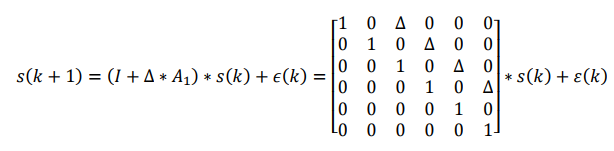 s(k + 1) = (I + Δ * A₁) * s(k) + ϵ(k) = [1 0 Δ 0 0 0
0 1 0 Δ 0 0
0 0 1 0 Δ 0
0 0 0 1 0 Δ
0 0 0 0 1 0
0 0 0 0 0 1] * s(k) + ε(k)